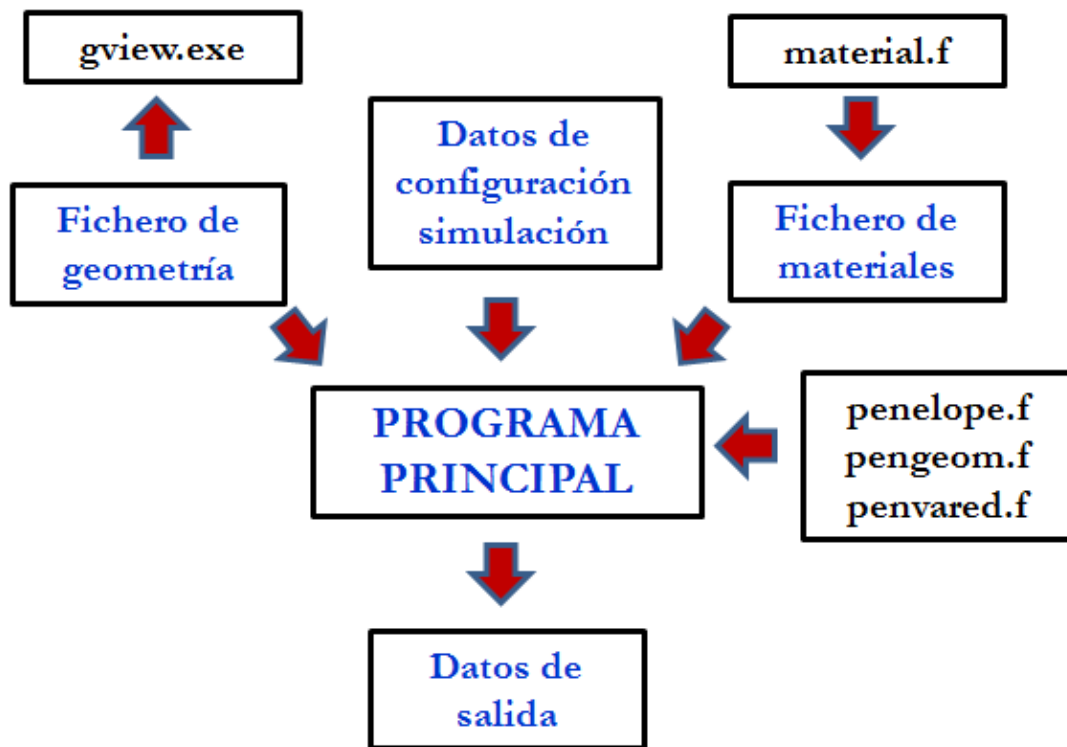 gview.exe
material.f
Datos de
configuración
simulación
Fichero de
geometría
Fichero de
materiales
PROGRAMA
PRINCIPAL
penelope.f
pengeom.f
penvared.f
Datos de
salida